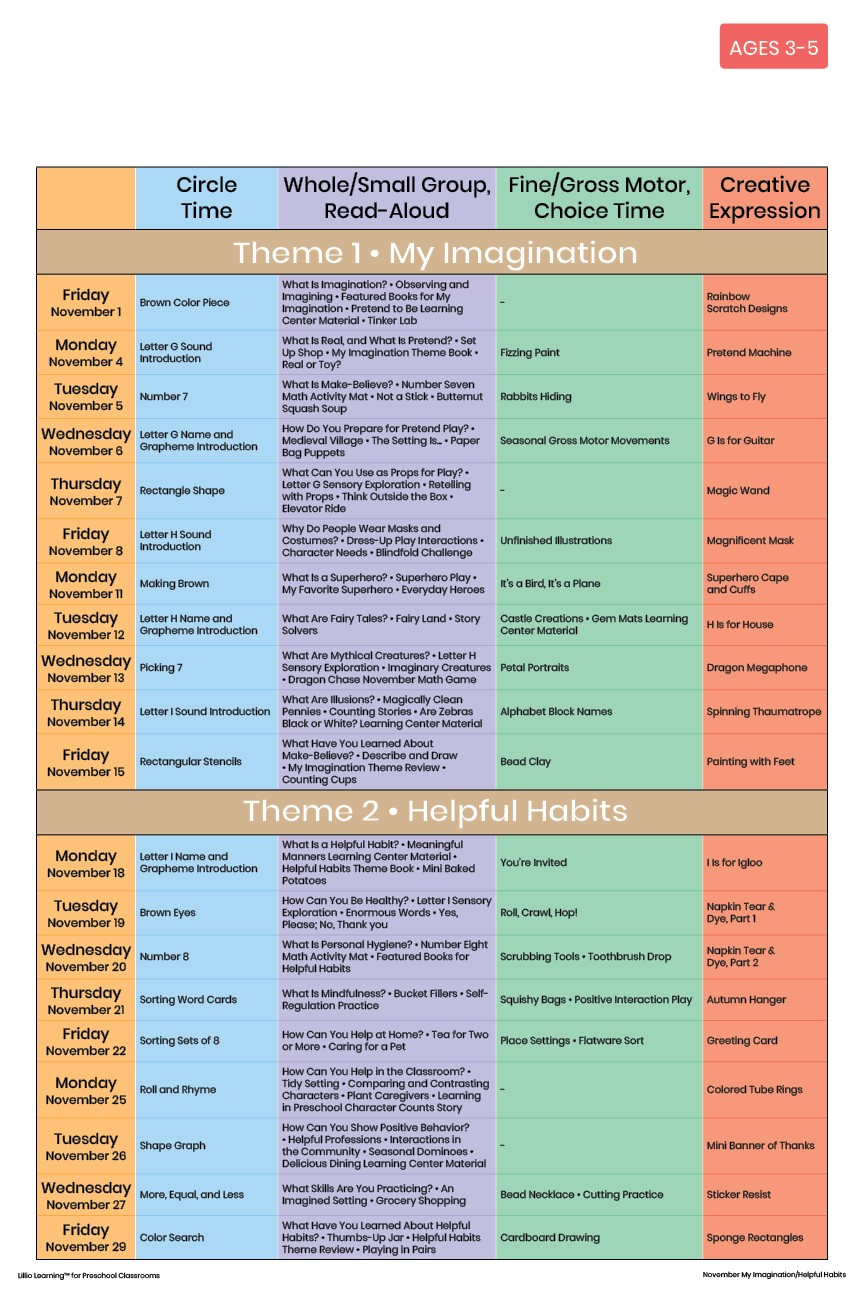 AGES 3-5
Circle
Time
Whole/Small Group,
Read-Aloud
Fine/Gross Motor,
Choice Time
Creative
Expression
Theme 1 • My Imagination
Friday
November 1
Brown Color Piece
What Is Imagination? • Observing and
Imagining • Featured Books for My
Imagination • Pretend to Be Learning
Center Material • Tinker Lab
-
Rainbow
Scratch Designs
Monday
November 4
Letter G Sound
Introduction
What Is Real, and What Is Pretend? • Set
Up Shop • My Imagination Theme Book •
Real or Toy?
Fizzing Paint
Pretend Machine
Tuesday
November 5
Number 7
What Is Make-Believe? • Number Seven
Math Activity Mat • Not a Stick • Butternut
Squash Soup
Rabbits Hiding
Wings to Fly
Wednesday
November 6
Letter G Name and
Grapheme Introduction
How Do You Prepare for Pretend Play? •
Medieval Village • The Setting Is... • Paper
Bag Puppets
Seasonal Gross Motor Movements
G Is for Guitar
Thursday
November 7
Rectangle Shape
What Can You Use as Props for Play? •
Letter G Sensory Exploration • Retelling
with Props • Think Outside the Box •
Elevator Ride
-
Magic Wand
Friday
November 8
Letter H Sound
Introduction
Why Do People Wear Masks and
Costumes? • Dress-Up Play Interactions •
Character Needs • Blindfold Challenge
Unfinished Illustrations
Magnificent Mask
Monday
November 11
Making Brown
What Is a Superhero? • Superhero Play •
My Favorite Superhero • Everyday Heroes
It's a Bird, It's a Plane
Superhero Cape
and Cuffs
Tuesday
November 12
Letter H Name and
Grapheme Introduction
What Are Fairy Tales? • Fairy Land • Story
Solvers
Castle Creations • Gem Mats Learning
Center Material
H Is for House
Wednesday
November 13
Picking 7
What Are Mythical Creatures? • Letter H
Sensory Exploration • Imaginary Creatures
• Dragon Chase November Math Game
Petal Portraits
Dragon Megaphone
Thursday
November 14
Letter I Sound Introduction
What Are Illusions? • Magically Clean
Pennies • Counting Stories • Are Zebras
Black or White? Learning Center Material
Alphabet Block Names
Spinning Thaumatrope
Friday
November 15
Rectangular Stencils
What Have You Learned About
Make-Believe? • Describe and Draw
• My Imagination Theme Review •
Counting Cups
Bead Clay
Painting with Feet
Theme 2 • Helpful Habits
Monday
November 18
Letter I Name and
Grapheme Introduction
What Is a Helpful Habit? • Meaningful
Manners Learning Center Material •
Helpful Habits Theme Book • Mini Baked
Potatoes
You're Invited
I Is for Igloo
Tuesday
November 19
Brown Eyes
How Can You Be Healthy? • Letter I Sensory
Exploration • Enormous Words • Yes,
Please; No, Thank you
Roll, Crawl, Hop!
Napkin Tear &
Dye, Part 1
Wednesday
November 20
Number 8
What Is Personal Hygiene? • Number Eight
Math Activity Mat • Featured Books for
Helpful Habits
Scrubbing Tools • Toothbrush Drop
Napkin Tear &
Dye, Part 2
Thursday
November 21
Sorting Word Cards
What Is Mindfulness? • Bucket Fillers • Self-
Regulation Practice
Squishy Bags • Positive Interaction Play
Autumn Hanger
Friday
November 22
Sorting Sets of 8
How Can You Help at Home? • Tea for Two
or More • Caring for a Pet
Place Settings • Flatware Sort
Greeting Card
Monday
November 25
Roll and Rhyme
How Can You Help in the Classroom? •
Tidy Setting • Comparing and Contrasting
Characters • Plant Caregivers • Learning
in Preschool Character Counts Story
-
Colored Tube Rings
Tuesday
November 26
Shape Graph
How Can You Show Positive Behavior?
• Helpful Professions • Interactions in
the Community • Seasonal Dominoes •
Delicious Dining Learning Center Material
-
Mini Banner of Thanks
Wednesday
November 27
More, Equal, and Less
What Skills Are You Practicing? • An
Imagined Setting • Grocery Shopping
Bead Necklace • Cutting Practice
Sticker Resist
Friday
November 29
Color Search
What Have You Learned About Helpful
Habits? • Thumbs-Up Jar • Helpful Habits
Theme Review • Playing in Pairs
Cardboard Drawing
Sponge Rectangles
Lillio Learning™ for Preschool Classrooms
November My Imagination/Helpful Habits